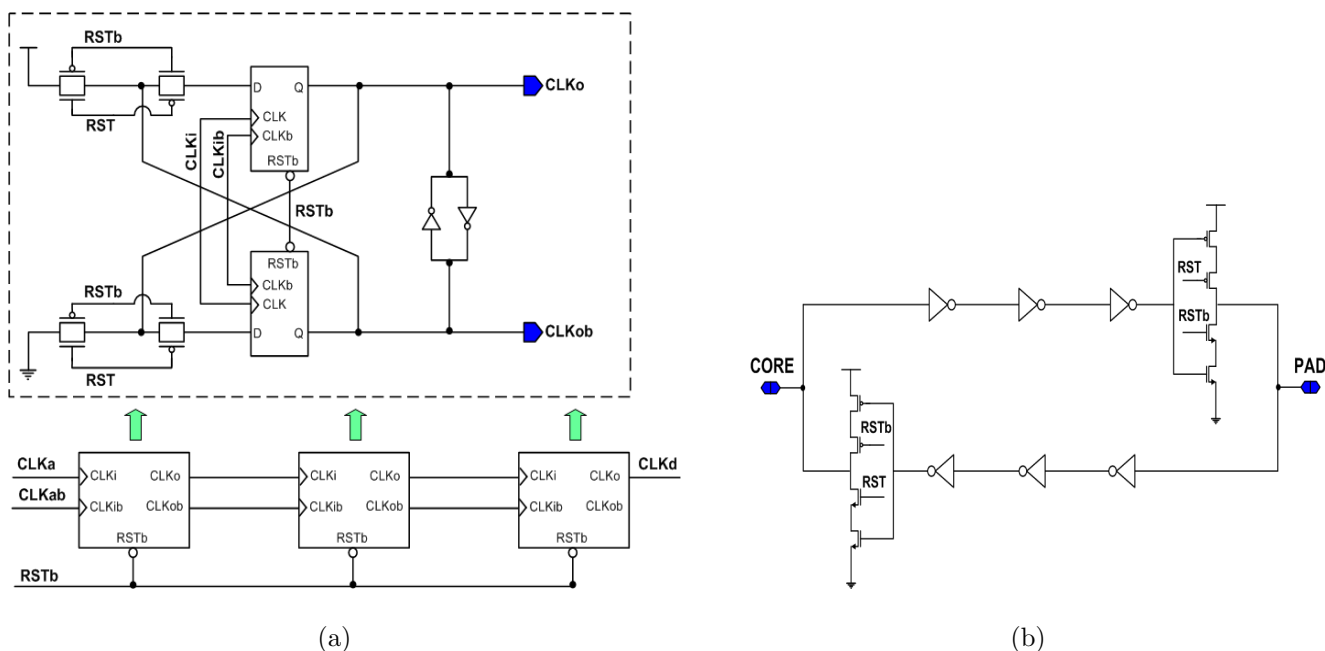 RSTb
RST
D
Q
CLKo
CLK
CLKb
RSTb
CLKi
CLKib
RSTb
RSTb
CLKb
CLK
RSTb
D
Q
CLKob
RST
CLKa
CLKi
CLKo
CLKi
CLKo
CLKi
CLKo
CLKd
CLKab
CLKib
CLKob
CLKib
CLKob
CLKib
CLKob
RSTb
RSTb
RSTb
RSTb
(a)
RST
RSTb
CORE
PAD
RSTb
RST
(b)